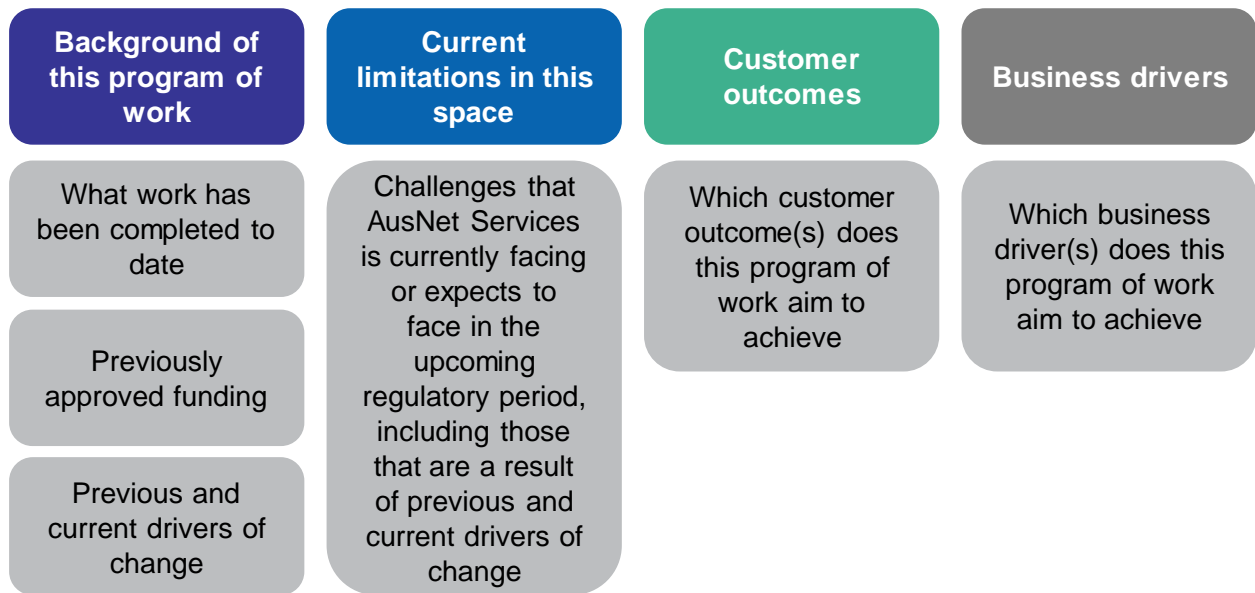 Background of
this program of
work
What work has
been completed to
date
Previously
approved funding
Previous and
current drivers of
change
Current
limitations in this
space
Challenges that
AusNet Services
is currently facing
or expects to
face in the
upcoming
regulatory period,
including those
that are a result
of previous and
current drivers of
change
Customer
outcomes
Which customer
outcome(s) does
this program of
work aim to
achieve
Business drivers
Which business
driver(s) does this
program of work
aim to achieve